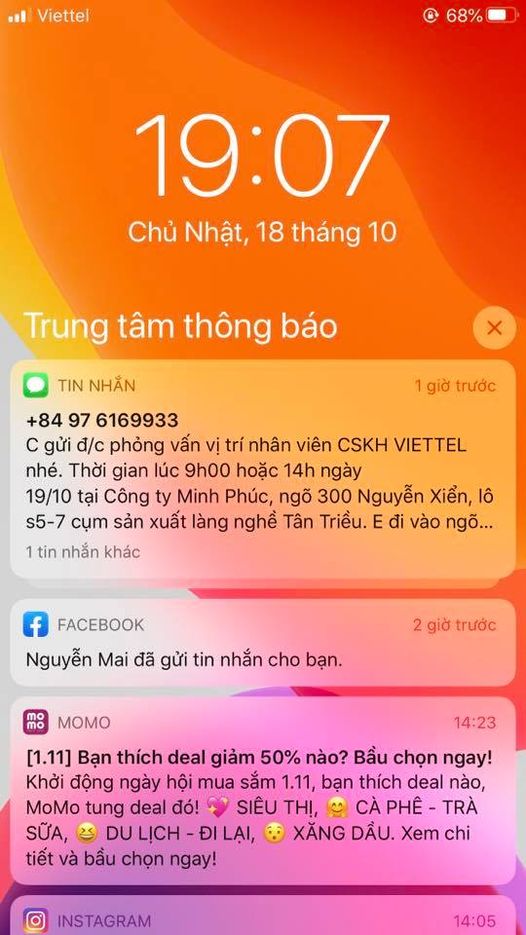 Viettel 68%
19:07
Chủ Nhật, 18 tháng 10
Trung tâm thông báo
TIN NHẮN 1 giờ trước
+84 97 6169933
C gửi đ/c phỏng vấn vị trí nhân viên CSKH VIETTEL
nhé. Thời gian lúc 9h00 hoặc 14h ngày
19/10 tại Công ty Minh Phúc, ngõ 300 Nguyễn Xiển, lô
s5-7 cụm sản xuất làng nghề Tân Triều. E đi vào ngõ...
1 tin nhắn khác
FACEBOOK 2 giờ trước
Nguyễn Mai đã gửi tin nhắn cho bạn.
mo
mo
MOMO 14:23
[1.11] Bạn thích deal giảm 50% nào? Bầu chọn ngay!
Khởi động ngày hội mua sắm 1.11, bạn thích deal nào,
MoMo tung deal đó! 💖 SIÊU THỊ, 🤗 CÀ PHÊ - TRÀ
SỮA, 😆 DU LỊCH - ĐI LẠI, 😯 XĂNG DẦU. Xem chi
tiết và bầu chọn ngay!
INSTAGRAM 14:05